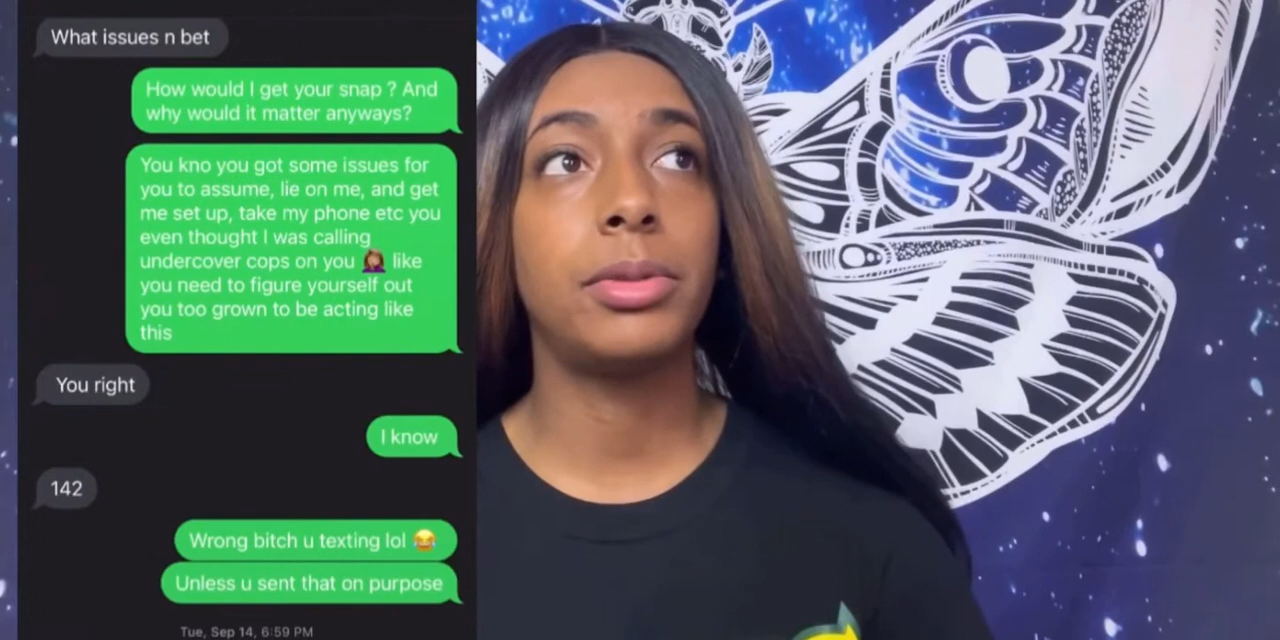 What issues n bet
How would I get your snap ? And
why would it matter anyways?
You kno you got some issues for
you to assume, lie on me, and get
me set up, take my phone etc you
even thought I was calling
undercover cops on you 🤦🏽‍♀️ like
you need to figure yourself out
you too grown to be acting like
this
You right
I know
142
Wrong bitch u texting lol 😂
Unless u sent that on purpose
Tue, Sep 14, 6:59 PM